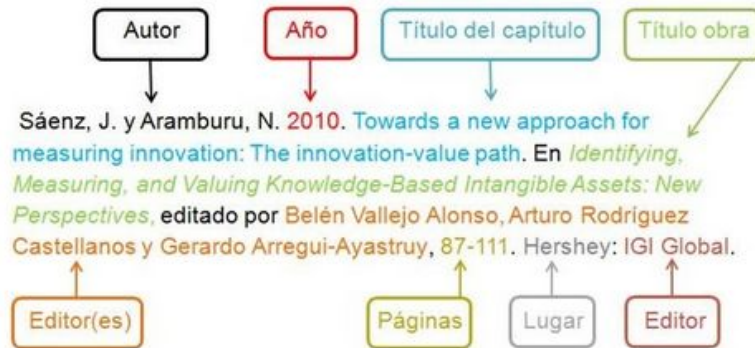 Autor Año Título del capítulo Título obra
Sáenz, J. y Aramburu, N. 2010. Towards a new approach for
measuring innovation: The innovation-value path. En Identifying,
Measuring, and Valuing Knowledge-Based Intangible Assets: New
Perspectives, editado por Belén Vallejo Alonso, Arturo Rodríguez
Castellanos y Gerardo Arregui-Ayastruy, 87-111. Hershey: IGI Global.
Editor(es) Páginas Lugar Editor